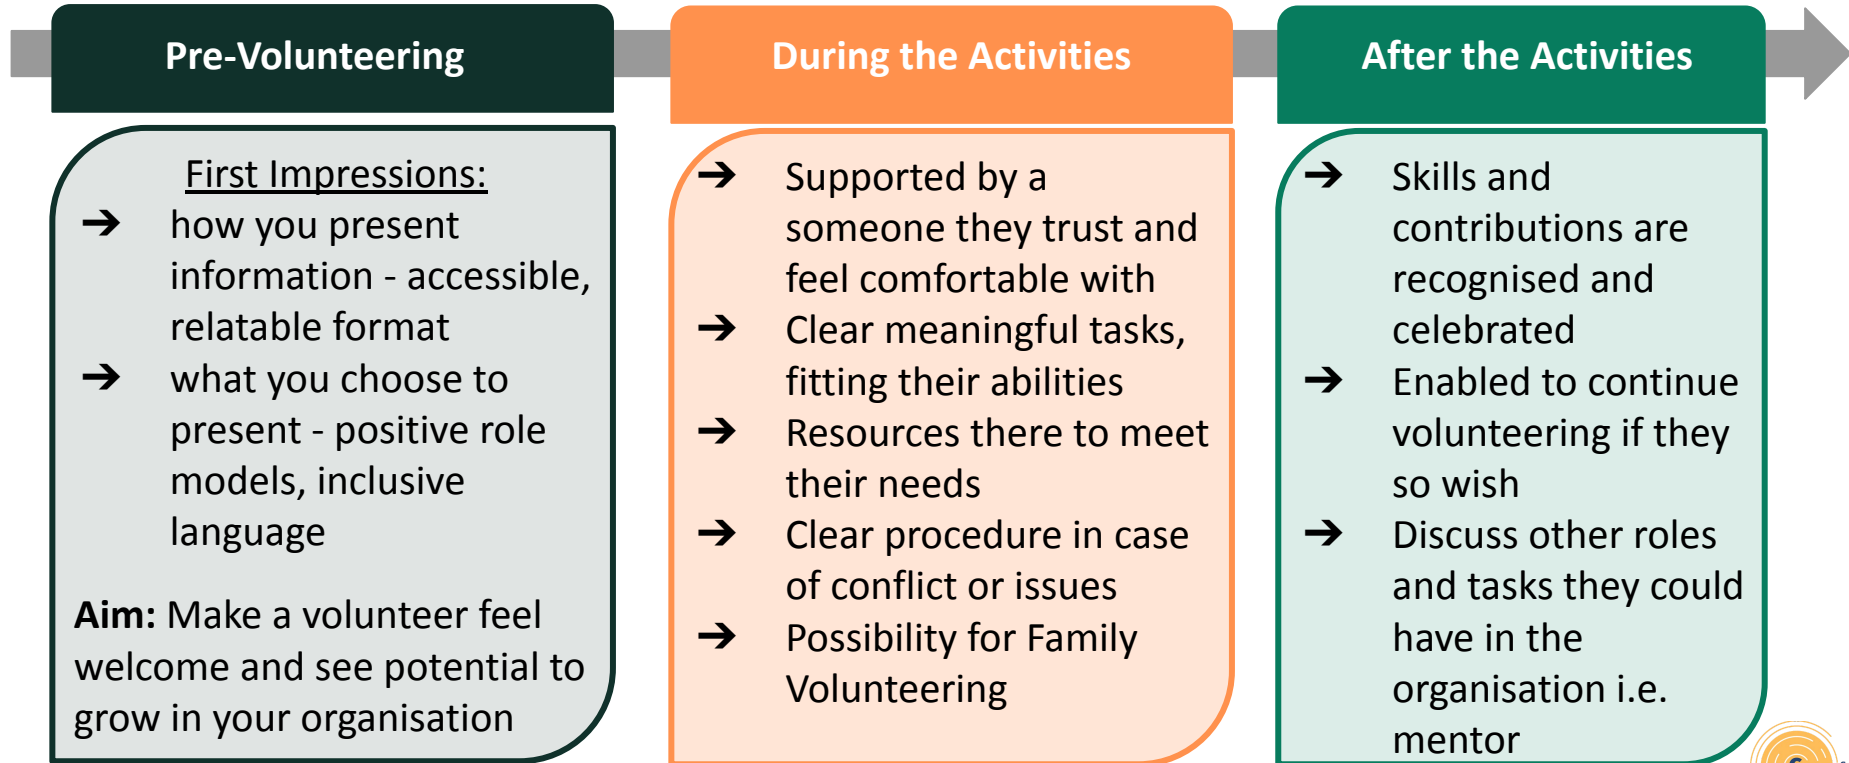 Pre-Volunteering
First Impressions:
➔ how you present
information - accessible,
relatable format
➔ what you choose to
present - positive role
models, inclusive
language
Aim: Make a volunteer feel
welcome and see potential to
grow in your organisation
During the Activities
➔ Supported by a
someone they trust and
feel comfortable with
➔ Clear meaningful tasks,
fitting their abilities
➔ Resources there to meet
their needs
➔ Clear procedure in case
of conflict or issues
➔ Possibility for Family
Volunteering
After the Activities
➔ Skills and
contributions are
recognised and
celebrated
➔ Enabled to continue
volunteering if they
so wish
➔ Discuss other roles
and tasks they could
have in the
organisation i.e.
mentor